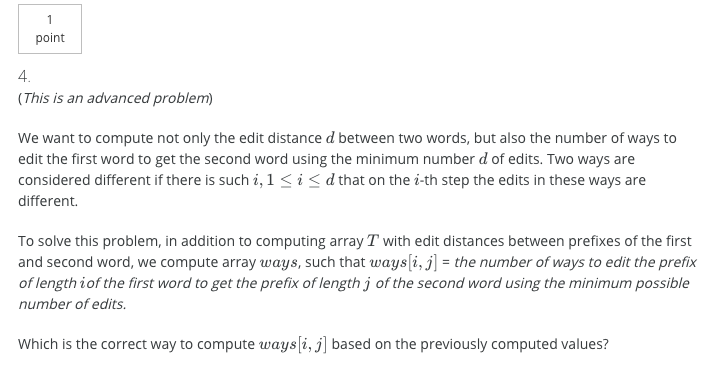 1
point
4.
(This is an advanced problem)
We want to compute not only the edit distance d between two words, but also the number of ways to
edit the first word to get the second word using the minimum number d of edits. Two ways are
considered different if there is such i, 1 ≤ i ≤ d that on the i-th step the edits in these ways are
different.
To solve this problem, in addition to computing array T with edit distances between prefixes of the first
and second word, we compute array ways, such that ways[i, j] = the number of ways to edit the prefix
of length i of the first word to get the prefix of length j of the second word using the minimum possible
number of edits.
Which is the correct way to compute ways[i, j] based on the previously computed values?